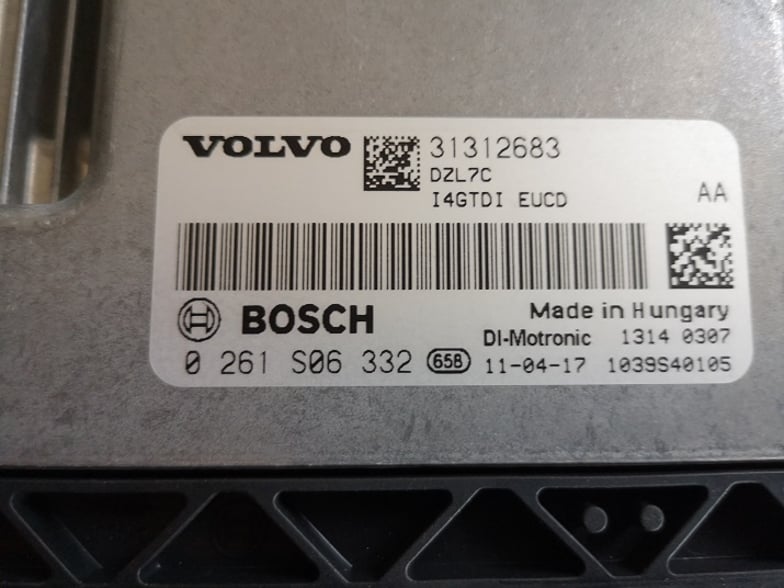 VOLVO 31312683
DZL7C
I4GTDI EUCD AA
Made in Hungary
BOSCH DI-Motronic 1314 0307
0 261 S06 332 65B 11-04-17 1039S40105